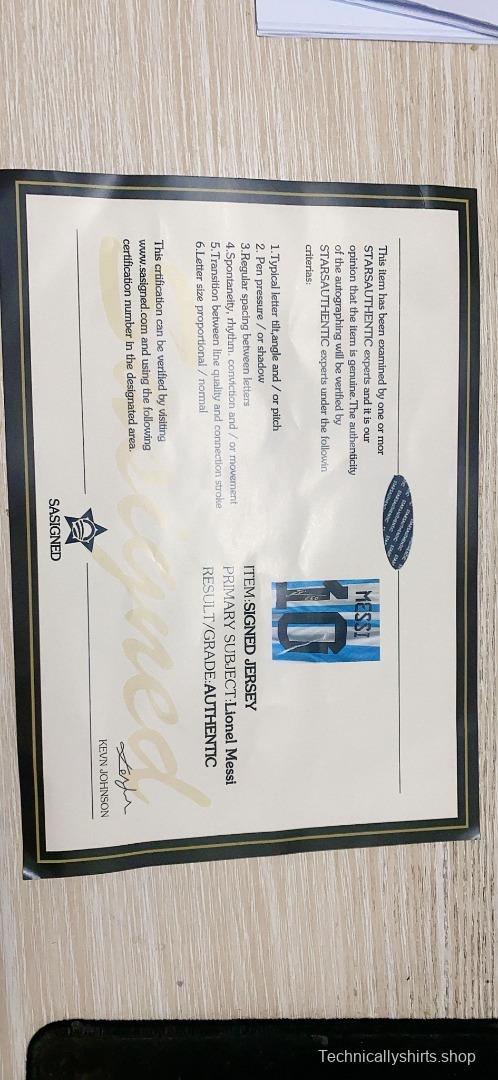 This item has been examined by one or mor
STARSAUTHENTIC experts and it is our
opinion that the item is genuine.The authenticity
of the autographing will be verified by
STARSAUTHENTIC experts under the followin
criterias:
1.Typical letter tilt,angle and / or pitch
2. Pen pressure / or shadow
3.Regular spacing between letters
4.Spontaneity, rhythm. conviction and / or movement
5.Transition between line quality and connection stroke
6.Letter size proportional / normal
This crtification can be verified by visiting
www.sasigned.com and using the following
certification number in the designated area.
SASIGNED
MESSI
10
ITEM:SIGNED JERSEY
PRIMARY SUBJECT:Lionel Messi
RESULT/GRADE:AUTHENTIC
KEVN JOHNSON
Technicallyshirts.shop